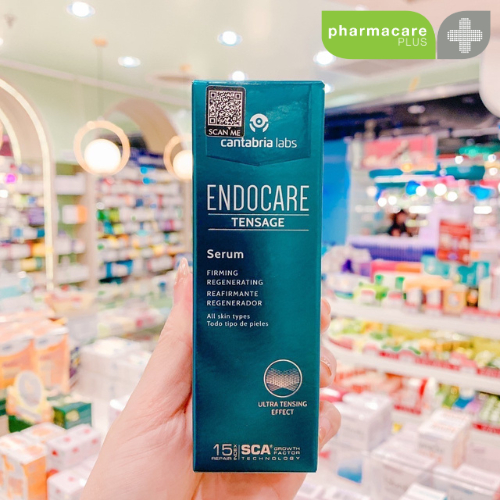 pharmacare
PLUS
SCAN ME
cantabria labs
ENDOCARE
TENSAGE
Serum
FIRMING
REGENERATING
REAFIRMANTE
REGENERADOR
All skin types
Todo tipo de pieles
ULTRA TENSING
EFFECT
15
REPAIR
SCA®
GROWTH
FACTOR
TECHNOLOGY